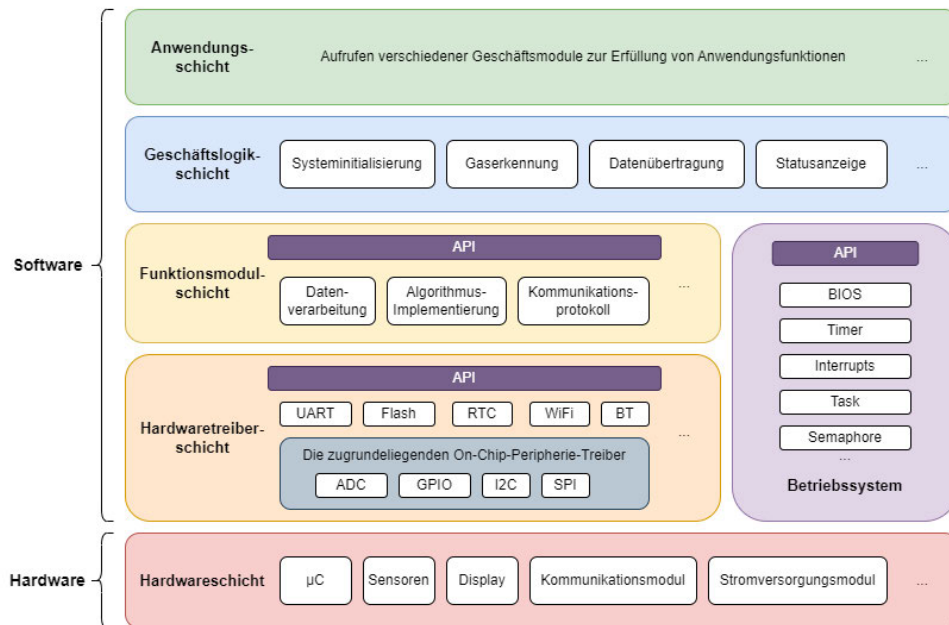 Anwendungs-
schicht
Aufrufen verschiedener Geschäftsmodule zur Erfüllung von Anwendungsfunktionen
...
Geschäftslogik-
schicht
Systeminitialisierung
Gaserkennung
Datenübertragung
Statusanzeige
...
Software
Funktionsmodul-
schicht
API
Daten-
verarbeitung
Algorithmus-
Implementierung
Kommunikations-
protokoll
...
Hardwaretreiber-
schicht
API
UART
Flash
RTC
WiFi
BT
...
Die zugrundeliegenden On-Chip-Peripherie-Treiber
ADC
GPIO
I2C
SPI
API
BIOS
Timer
Interrupts
Task
Semaphore
...
Betriebssystem
Hardware
Hardwareschicht
µC
Sensoren
Display
Kommunikationsmodul
Stromversorgungsmodul
...